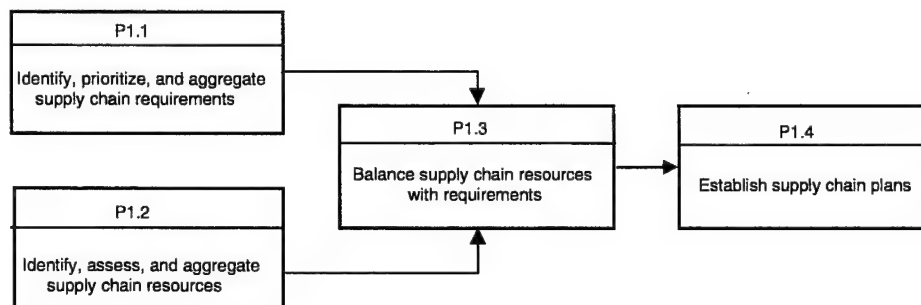 P1.1
Identify, prioritize, and aggregate
supply chain requirements
P1.2
Identify, assess, and aggregate
supply chain resources
P1.3
Balance supply chain resources
with requirements
P1.4
Establish supply chain plans